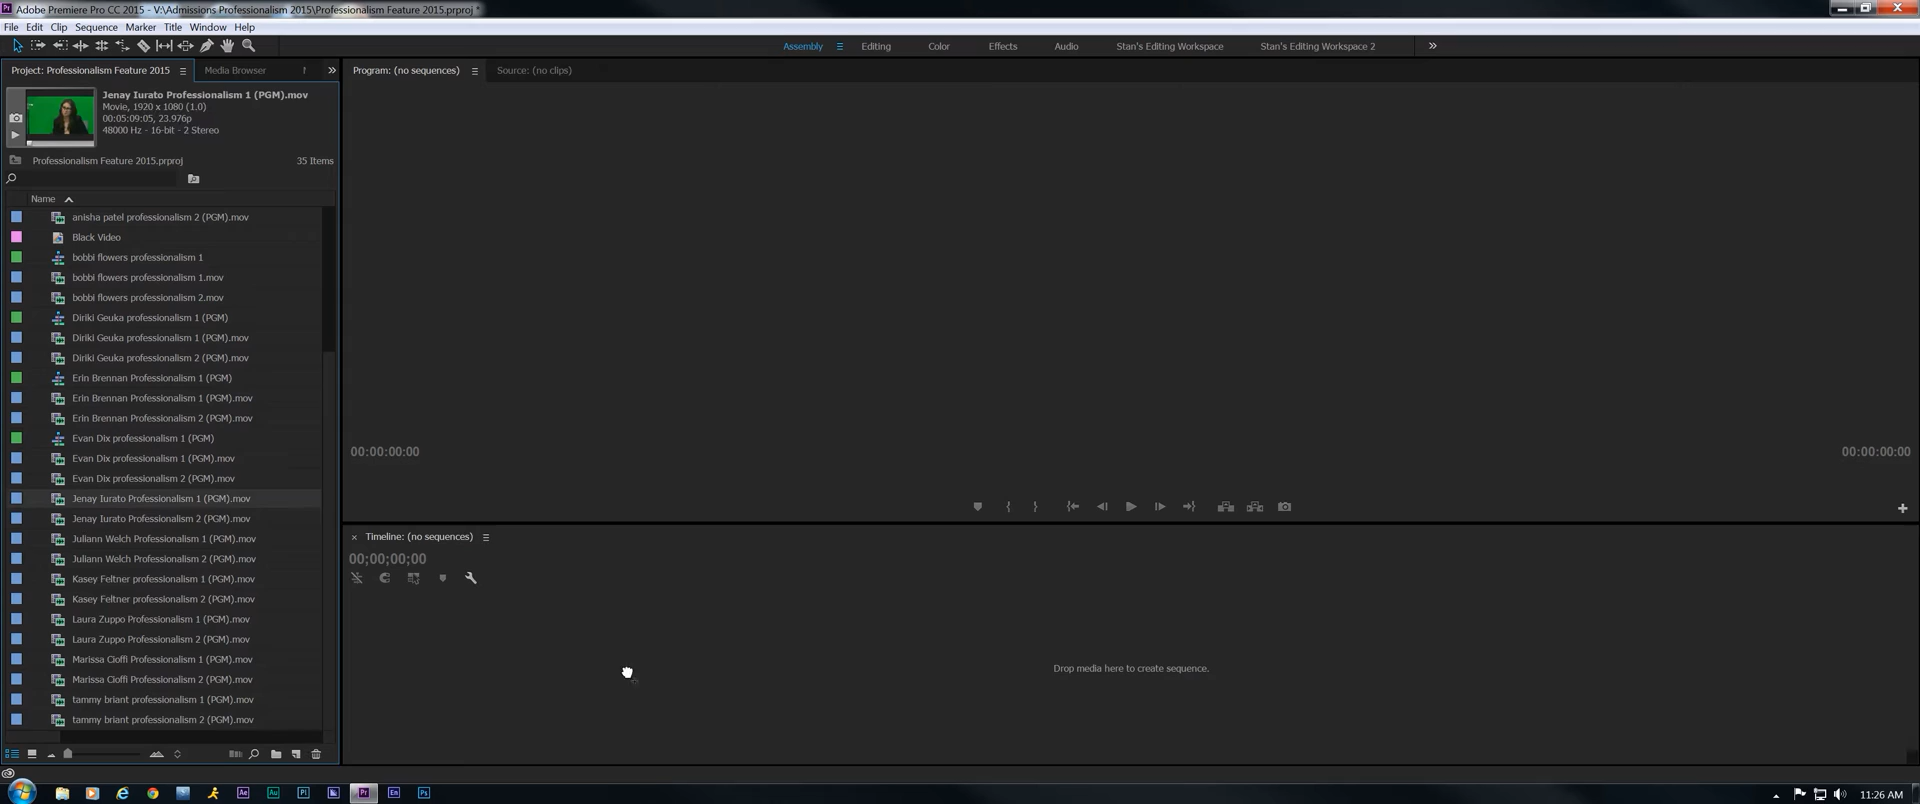 Adobe Premiere Pro CC 2015 - V:\Admissions Professionalism 2015\Professionalism Feature 2015.prproj *
File Edit Clip Sequence Marker Title Window Help
Assembly Editing Color Effects Audio Stan's Editing Workspace Stan's Editing Workspace 2
Project: Professionalism Feature 2015 Media Browser
Program: (no sequences) Source: (no clips)
Jenay Iurato Professionalism 1 (PGM).mov
Movie, 1920 x 1080 (1.0)
00:05:09:05, 23.976p
48000 Hz - 16-bit - 2 Stereo
Professionalism Feature 2015.prproj 35 Items
Name
anisha patel professionalism 2 (PGM).mov
Black Video
bobbi flowers professionalism 1
bobbi flowers professionalism 1.mov
bobbi flowers professionalism 2.mov
Diriki Geuka professionalism 1 (PGM)
Diriki Geuka professionalism 1 (PGM).mov
Diriki Geuka professionalism 2 (PGM).mov
Erin Brennan Professionalism 1 (PGM)
Erin Brennan Professionalism 1 (PGM).mov
Erin Brennan Professionalism 2 (PGM).mov
Evan Dix professionalism 1 (PGM)
Evan Dix professionalism 1 (PGM).mov
Evan Dix professionalism 2 (PGM).mov
Jenay Iurato Professionalism 1 (PGM).mov
Jenay Iurato Professionalism 2 (PGM).mov
Juliann Welch Professionalism 1 (PGM).mov
Juliann Welch Professionalism 2 (PGM).mov
Kasey Feltner professionalism 1 (PGM).mov
Kasey Feltner professionalism 2 (PGM).mov
Laura Zuppo Professionalism 1 (PGM).mov
Laura Zuppo Professionalism 2 (PGM).mov
Marissa Cioffi Professionalism 1 (PGM).mov
Marissa Cioffi Professionalism 2 (PGM).mov
tammy briant professionalism 1 (PGM).mov
tammy briant professionalism 2 (PGM).mov
00:00:00:00 00:00:00:00
Timeline: (no sequences)
00;00;00;00
Drop media here to create sequence.
Ae Au Pl Pr En Ps
11:26 AM